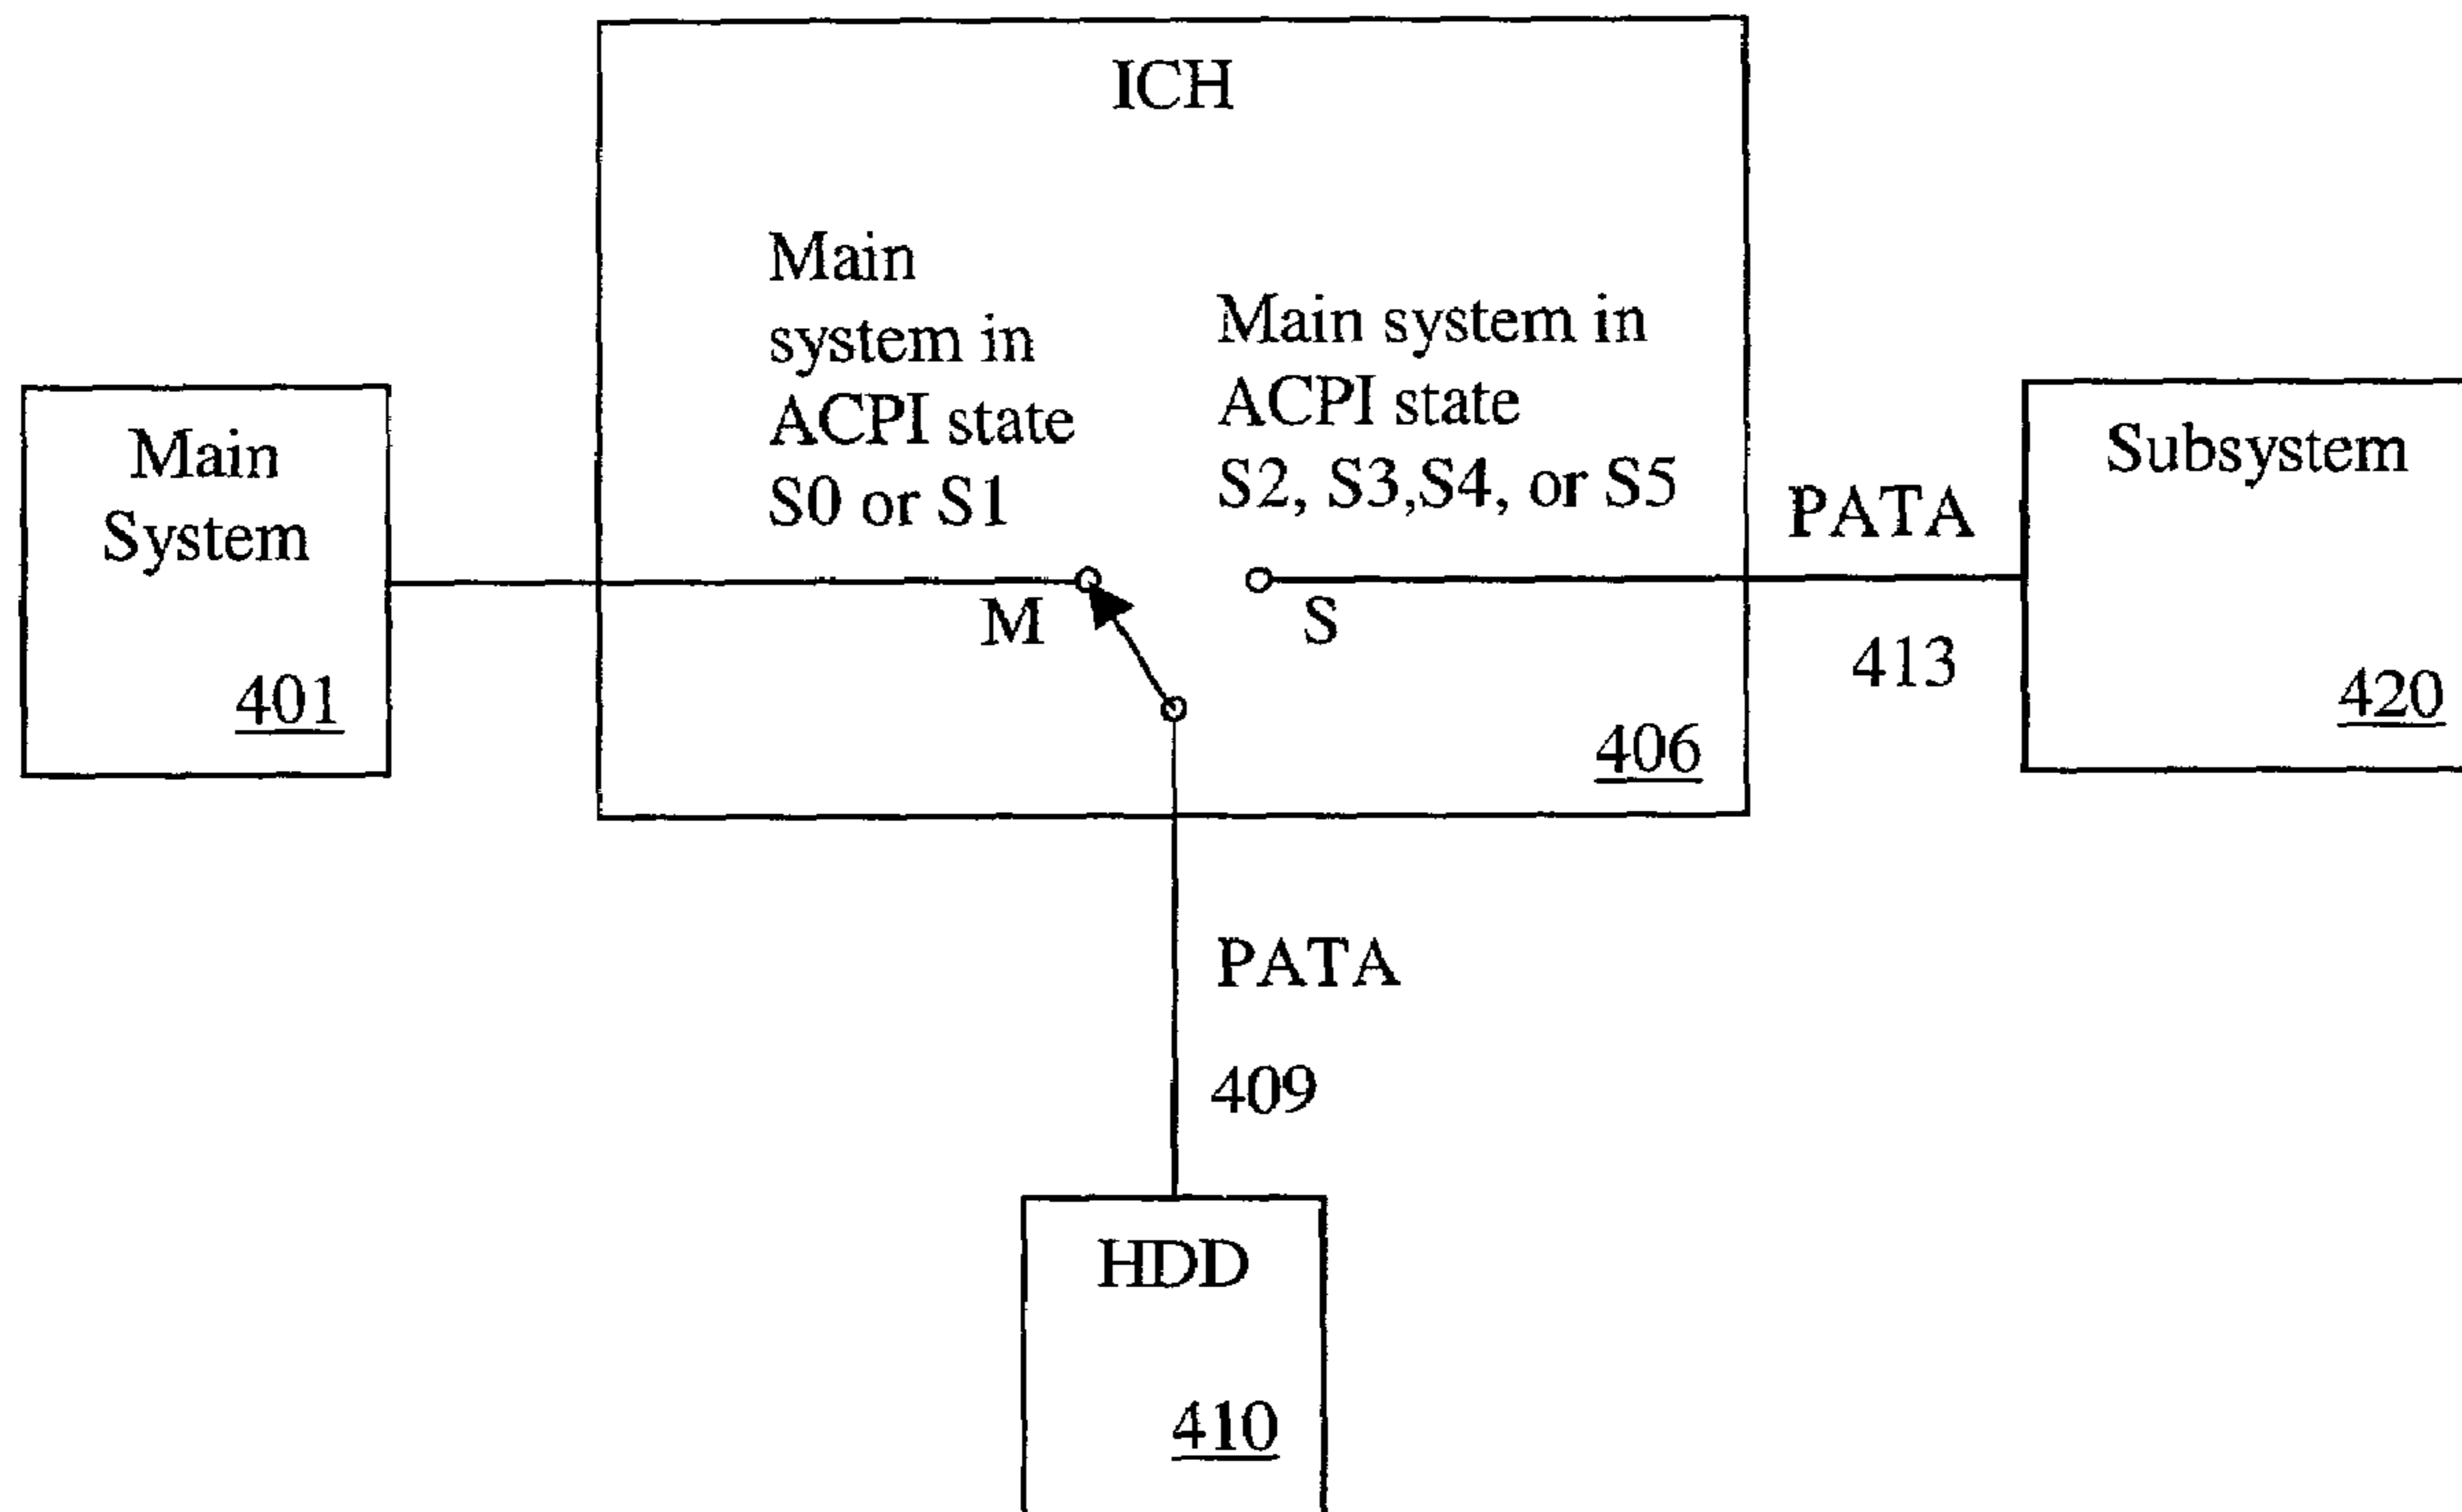 ICH
Main
system in
ACPI state
S0 or S1
Main system in
ACPI state
S2, S3,S4, or S5
Main
System
401
M
S
406
PATA
413
Subsystem
420
PATA
409
HDD
410